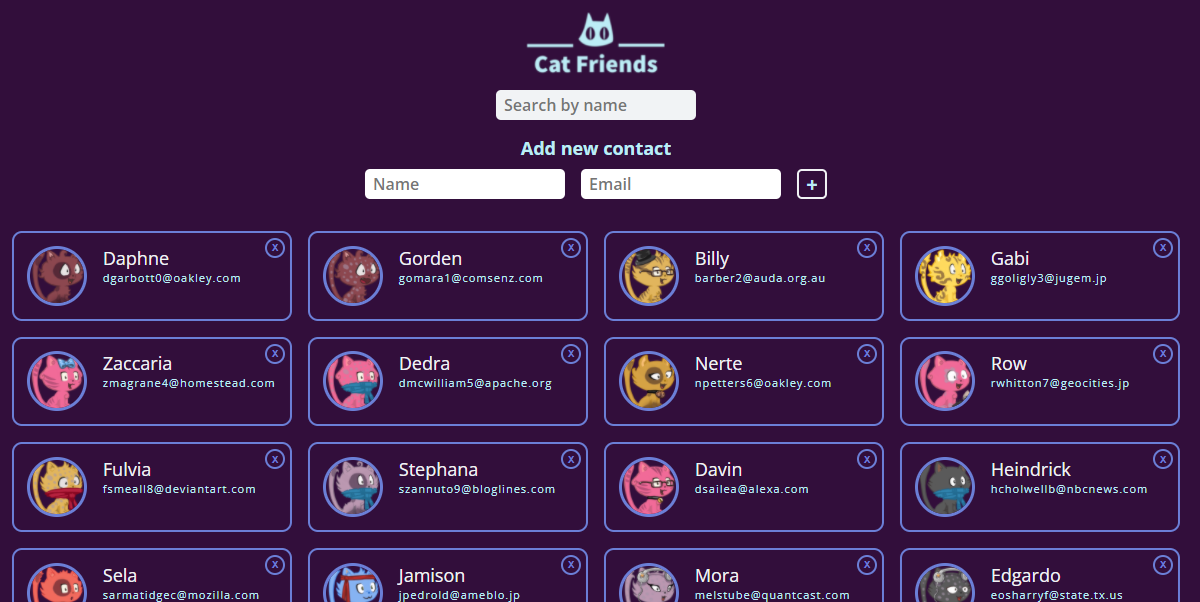 Cat Friends
Search by name
Add new contact
Name Email +
Daphne x
dgarbott0@oakley.com
Gorden x
gomara1@comsenz.com
Billy x
barber2@auda.org.au
Gabi x
ggoligly3@jugem.jp
Zaccaria x
zmagrane4@homestead.com
Dedra x
dmcwilliam5@apache.org
Nerte x
npetters6@oakley.com
Row x
rwhitton7@geocities.jp
Fulvia x
fsmeall8@deviantart.com
Stephana x
szannuto9@bloglines.com
Davin x
dsailea@alexa.com
Heindrick x
hcholwellb@nbcnews.com
Sela x
sarmatidgec@mozilla.com
Jamison x
jpedrold@ameblo.jp
Mora x
melstube@quantcast.com
Edgardo x
eosharryf@state.tx.us